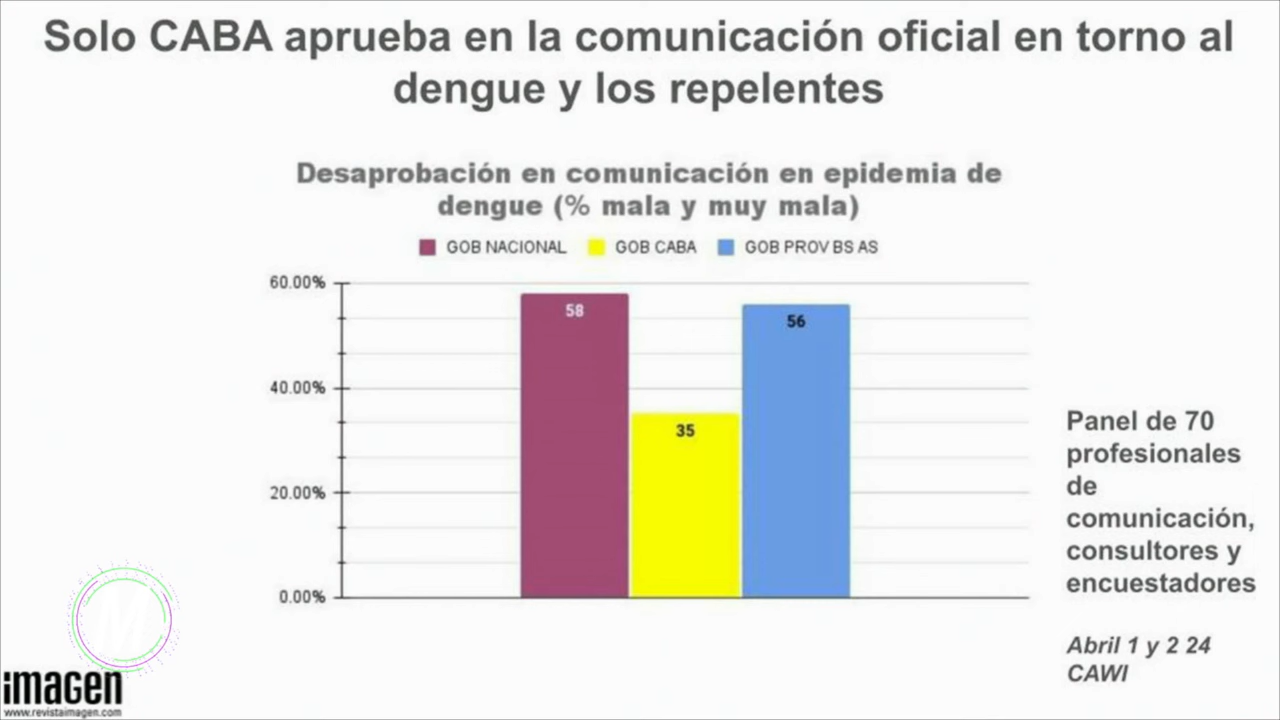 Solo CABA aprueba en la comunicación oficial en torno al
dengue y los repelentes
Desaprobación en comunicación en epidemia de
dengue (% mala y muy mala)
GOB NACIONAL GOB CABA GOB PROV BS AS
60.00%
58
56
40.00%
35
20.00%
0.00%
Panel de 70
profesionales
de
comunicación,
consultores y
encuestadores
Abril 1 y 2 24
CAWI
M
imagen
www.revistaimagen.com